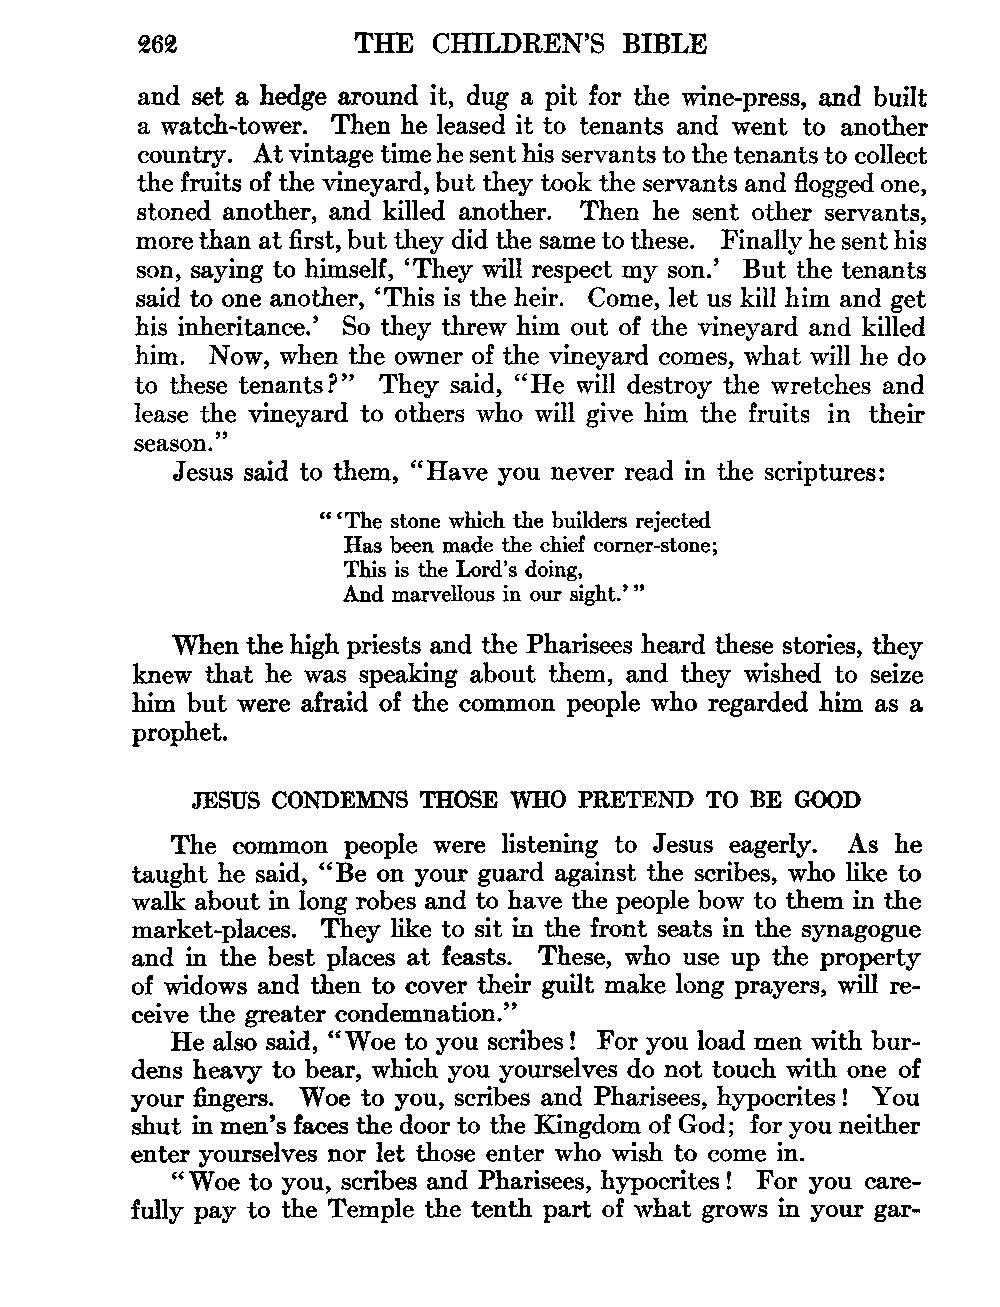 262 THE CHILDREN'S BIBLE
and set a hedge around it, dug a pit for the wine-press, and built
a watch-tower. Then he leased it to tenants and went to another
country. At vintage time he sent his servants to the tenants to collect
the fruits of the vineyard, but they took the servants and flogged one,
stoned another, and killed another. Then he sent other servants,
more than at first, but they did the same to these. Finally he sent his
son, saying to himself, ‘They will respect my son.’ But the tenants
said to one another, ‘This is the heir. Come, let us kill him and get
his inheritance.’ So they threw him out of the vineyard and killed
him. Now, when the owner of the vineyard comes, what will he do
to these tenants?” They said, “He will destroy the wretches and
lease the vineyard to others who will give him the fruits in their
season.”
Jesus said to them, “Have you never read in the scriptures:
“‘The stone which the builders rejected
Has been made the chief corner-stone;
This is the Lord's doing,
And marvellous in our sight.’”
When the high priests and the Pharisees heard these stories, they
knew that he was speaking about them, and they wished to seize
him but were afraid of the common people who regarded him as a
prophet.
JESUS CONDEMNS THOSE WHO PRETEND TO BE GOOD
The common people were listening to Jesus eagerly. As he
taught he said, “Be on your guard against the scribes, who like to
walk about in long robes and to have the people bow to them in the
market-places. They like to sit in the front seats in the synagogue
and in the best places at feasts. These, who use up the property
of widows and then to cover their guilt make long prayers, will re-
ceive the greater condemnation.”
He also said, “Woe to you scribes! For you load men with bur-
dens heavy to bear, which you yourselves do not touch with one of
your fingers. Woe to you, scribes and Pharisees, hypocrites! You
shut in men's faces the door to the Kingdom of God; for you neither
enter yourselves nor let those enter who wish to come in.
“Woe to you, scribes and Pharisees, hypocrites! For you care-
fully pay to the Temple the tenth part of what grows in your gar-